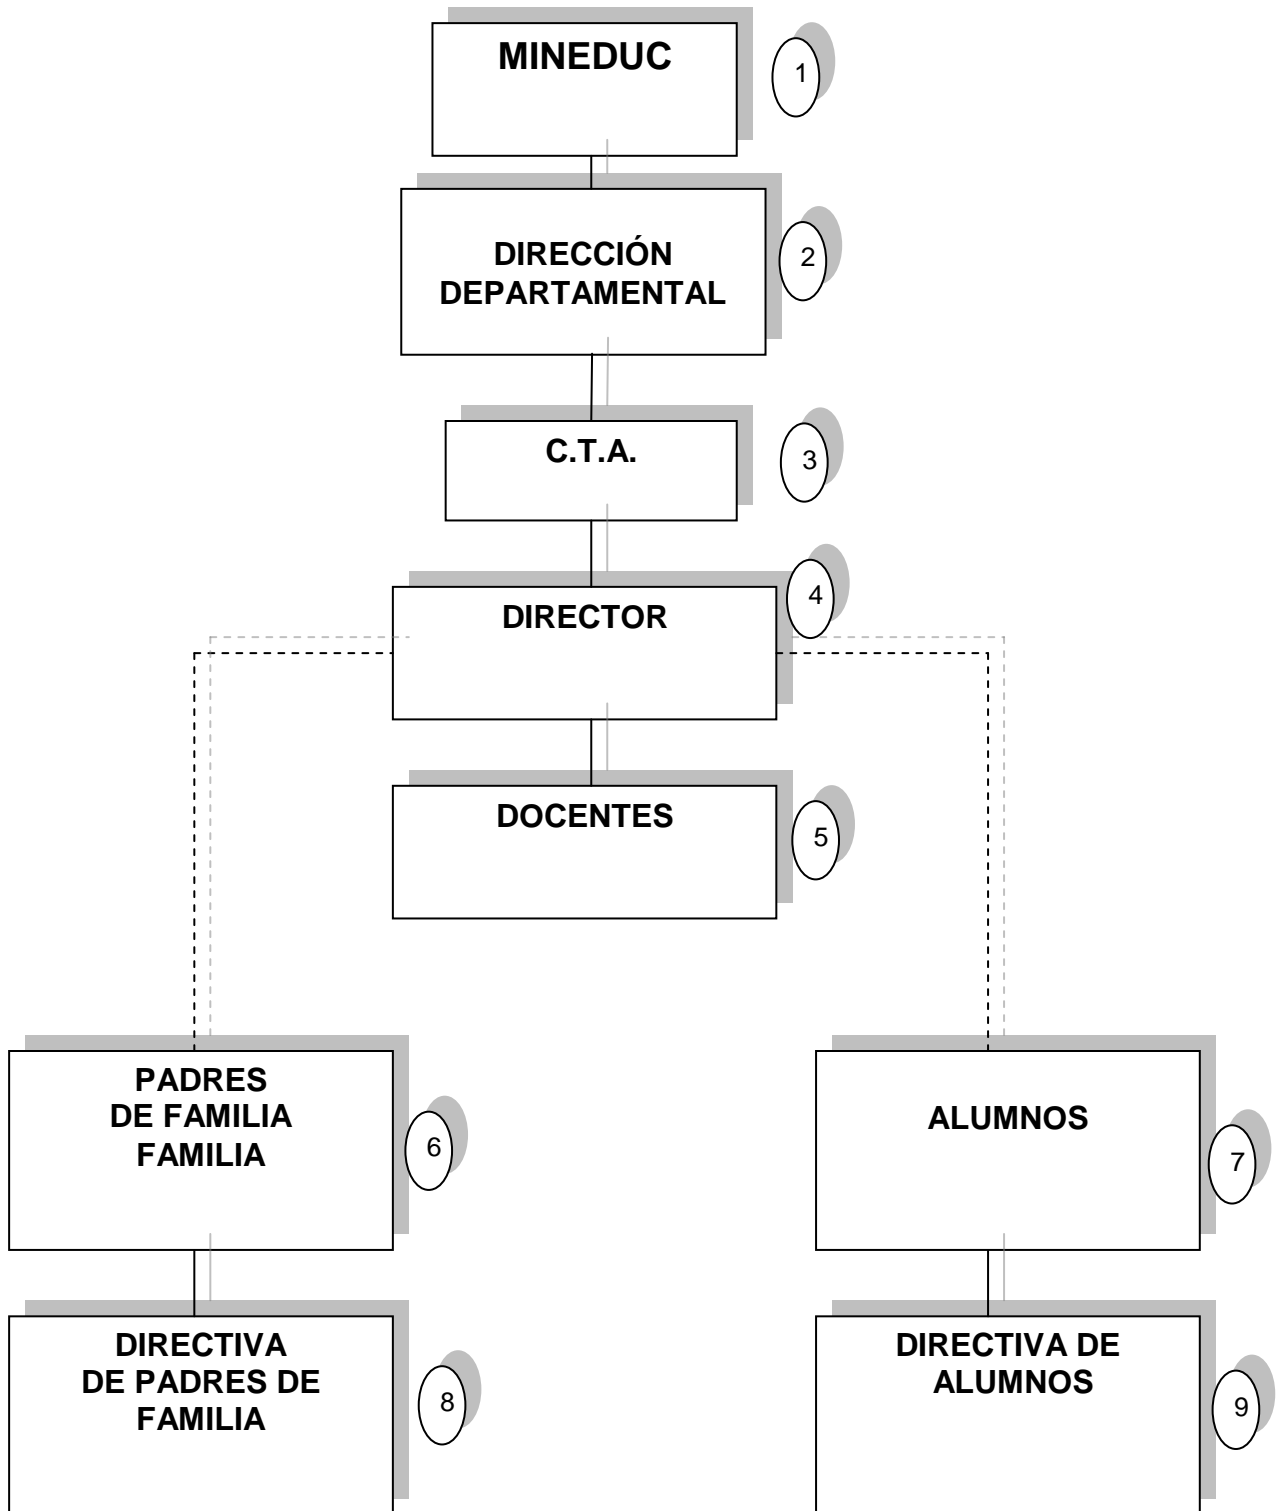 MINEDUC
1
DIRECCIÓN
DEPARTAMENTAL
2
C.T.A.
3
DIRECTOR
4
DOCENTES
5
PADRES
DE FAMILIA
FAMILIA
6
ALUMNOS
7
DIRECTIVA
DE PADRES DE
FAMILIA
8
DIRECTIVA DE
ALUMNOS
9